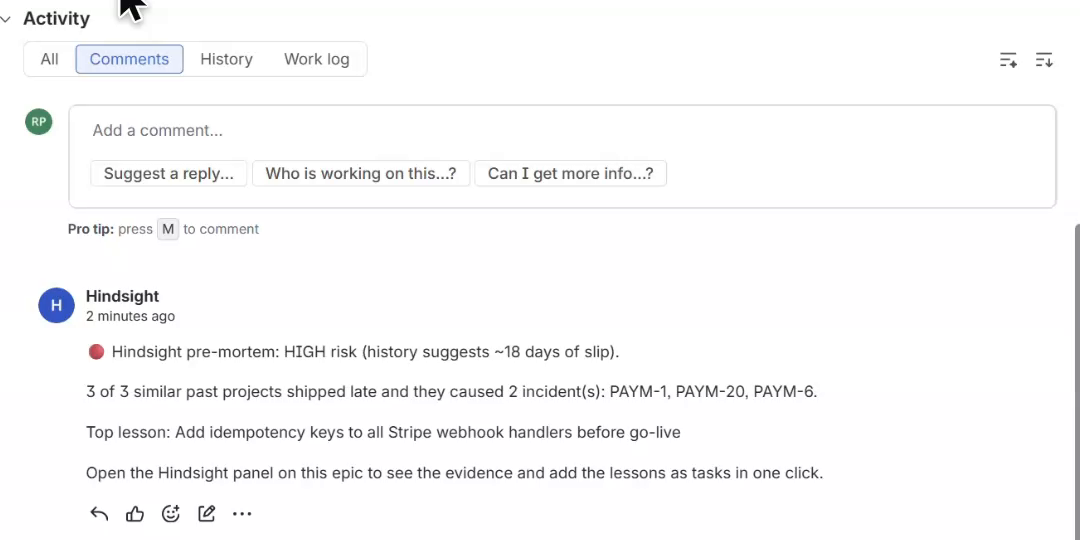 Activity
All Comments History Work log
RP
Add a comment...
Suggest a reply... Who is working on this...? Can I get more info...?
Pro tip: press M to comment
H
Hindsight
2 minutes ago
Hindsight pre-mortem: HIGH risk (history suggests ~18 days of slip).
3 of 3 similar past projects shipped late and they caused 2 incident(s): PAYM-1, PAYM-20, PAYM-6.
Top lesson: Add idempotency keys to all Stripe webhook handlers before go-live
Open the Hindsight panel on this epic to see the evidence and add the lessons as tasks in one click.